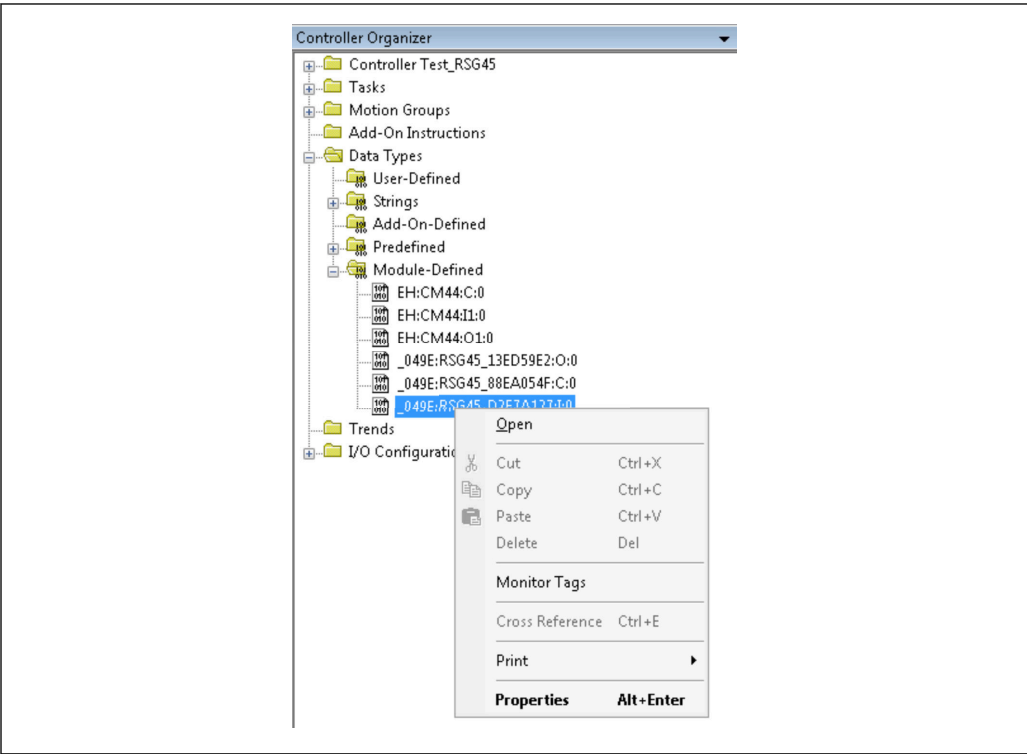 Controller Organizer
Controller Test_RSG45
Tasks
Motion Groups
Add-On Instructions
Data Types
User-Defined
Strings
Add-On-Defined
Predefined
Module-Defined
EH:CM44:C:0
EH:CM44:I1:0
EH:CM44:O1:0
_049E:RSG45_13ED59E2:O:0
_049E:RSG45_88EA054F:C:0
_049E:RSG45_D2F7A127:I:0
Trends
I/O Configuratio
Open
Cut Ctrl+X
Copy Ctrl+C
Paste Ctrl+V
Delete Del
Monitor Tags
Cross Reference Ctrl+E
Print
Properties Alt+Enter